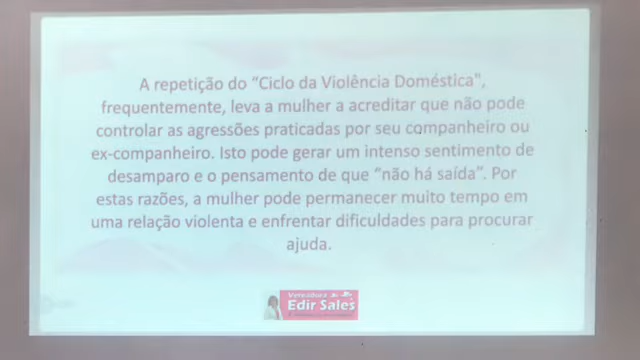 A repetição do "Ciclo da Violência Doméstica",
frequentemente, leva a mulher a acreditar que não pode
controlar as agressões praticadas por seu companheiro ou
ex-companheiro. Isto pode gerar um intenso sentimento de
desamparo e o pensamento de que "não há saída". Por
estas razões, a mulher pode permanecer muito tempo em
uma relação violenta e enfrentar dificuldades para procurar
ajuda.
Vereadora
Edir Sales